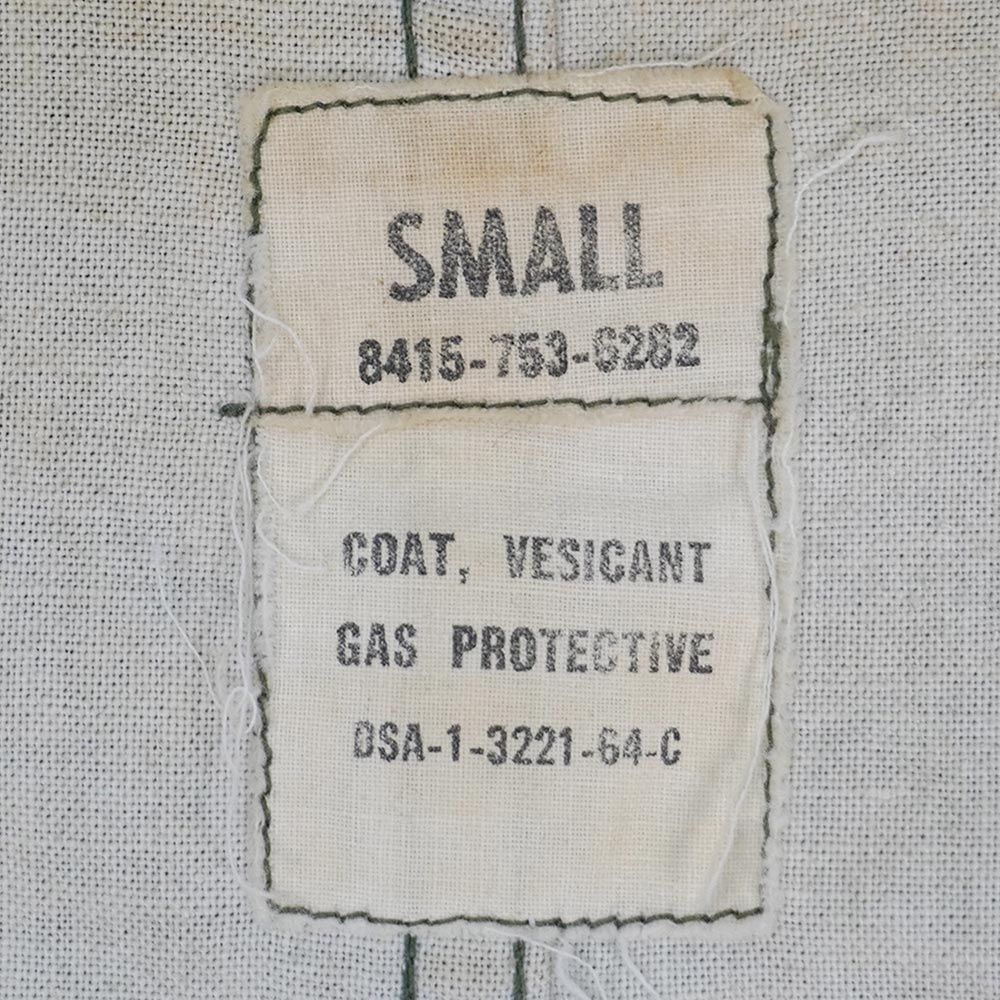 SMALL
8415-753-6282
COAT, VESICANT
GAS PROTECTIVE
DSA-1-3221-64-C